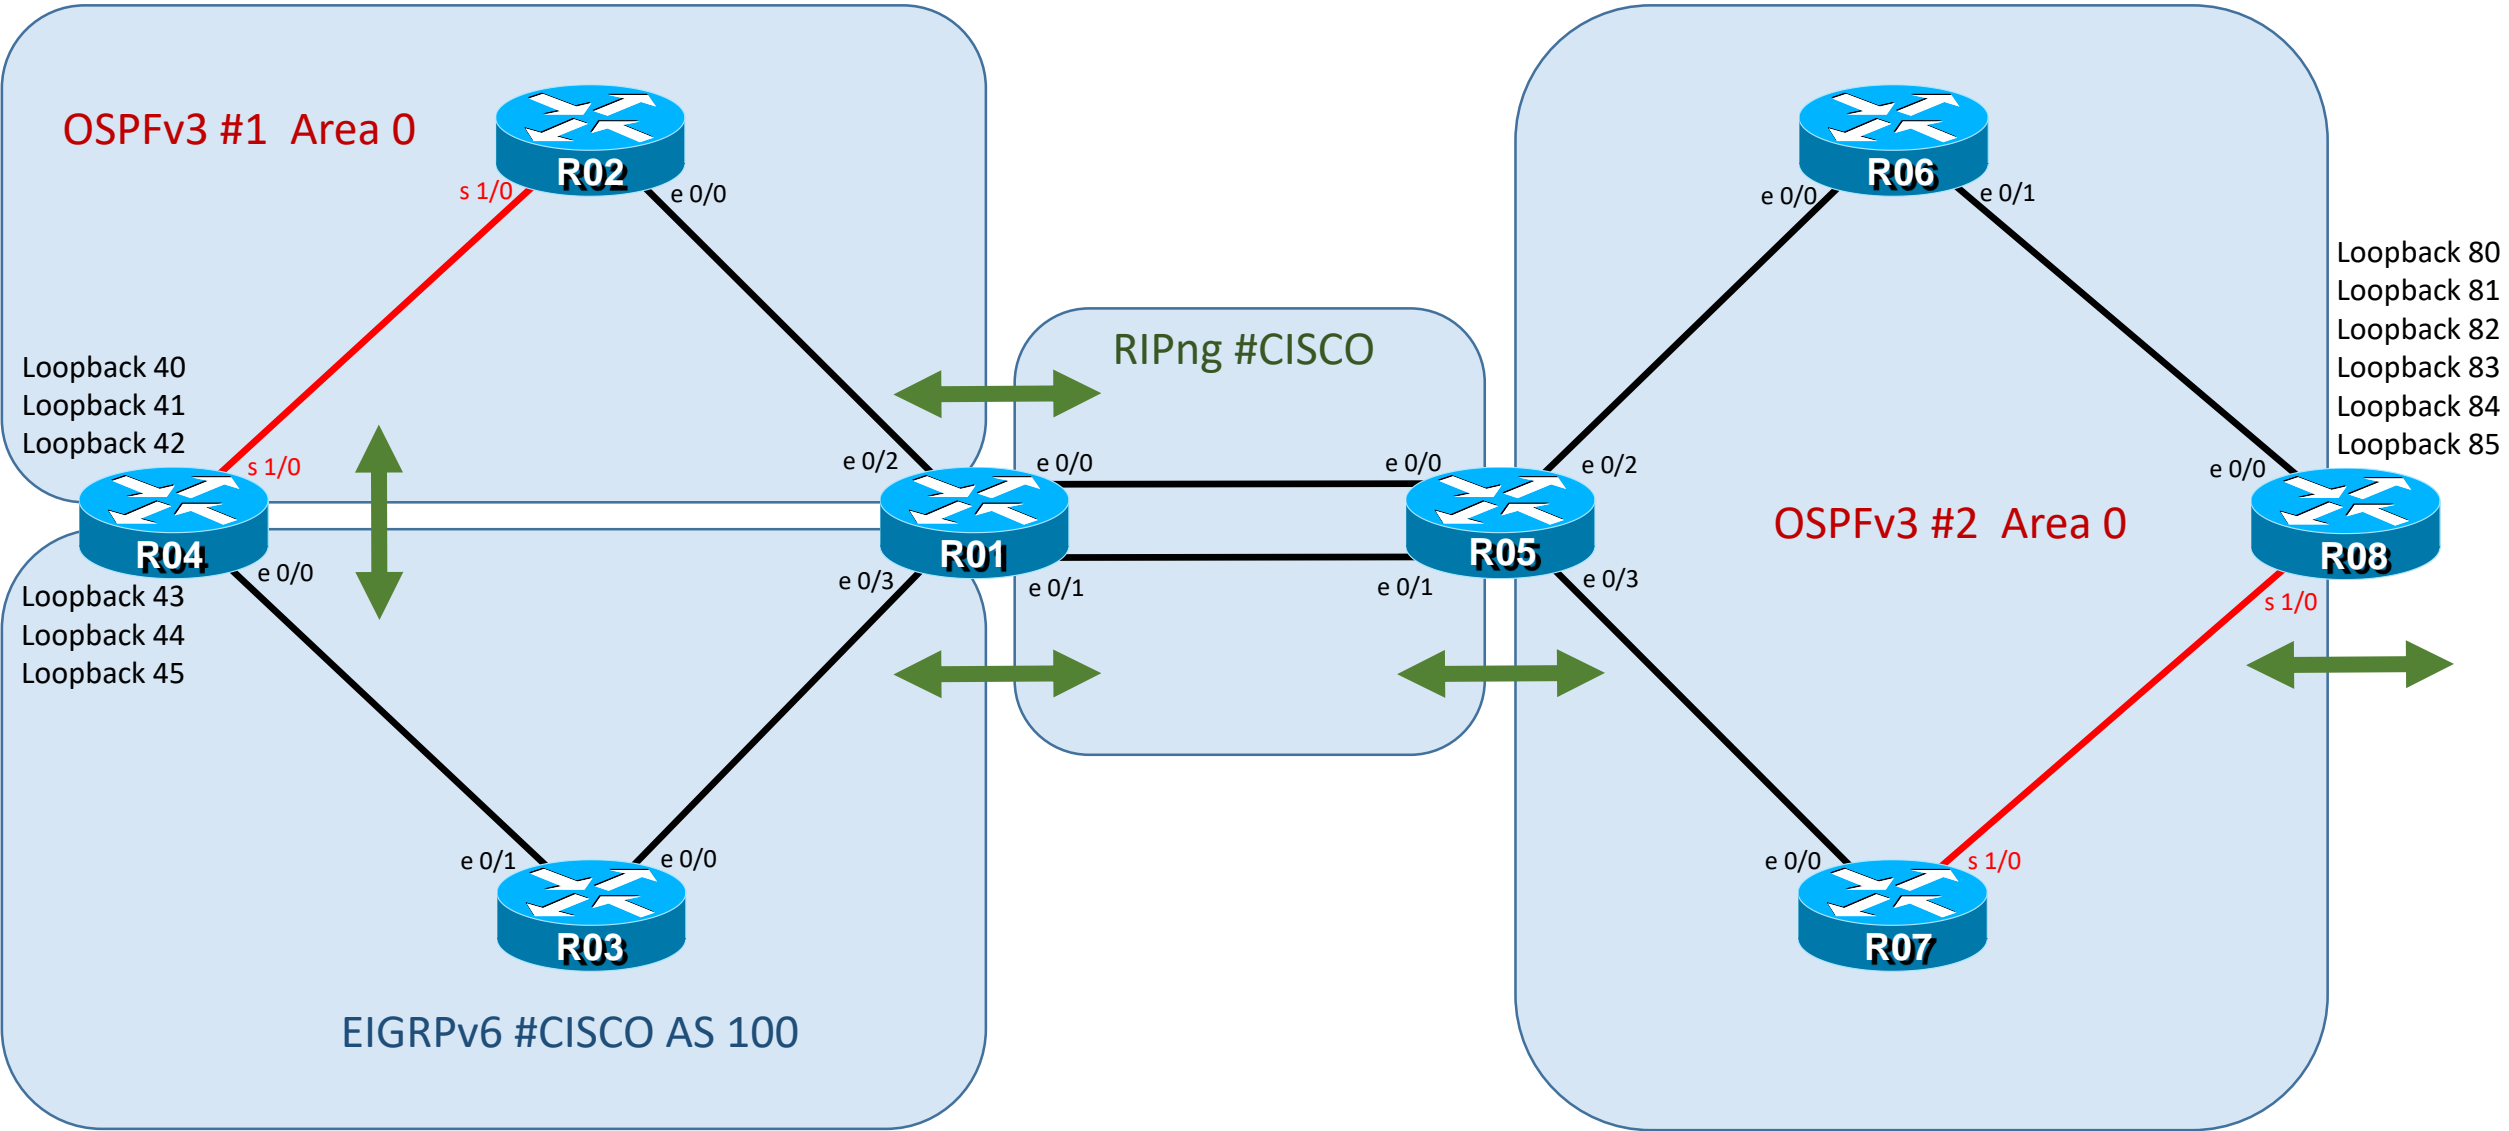 OSPFv3 #1  Area 0
R02
s 1/0
e 0/0
R06
e 0/0
e 0/1
Loopback 80
Loopback 81
Loopback 82
Loopback 83
Loopback 84
Loopback 85
RIPng #CISCO
Loopback 40
Loopback 41
Loopback 42
s 1/0
e 0/2
e 0/0
e 0/0
e 0/2
e 0/0
R04
R01
R05
OSPFv3 #2  Area 0
R08
e 0/0
e 0/3
e 0/1
e 0/1
e 0/3
s 1/0
Loopback 43
Loopback 44
Loopback 45
e 0/1
e 0/0
e 0/0
s 1/0
R03
R07
EIGRPv6 #CISCO AS 100